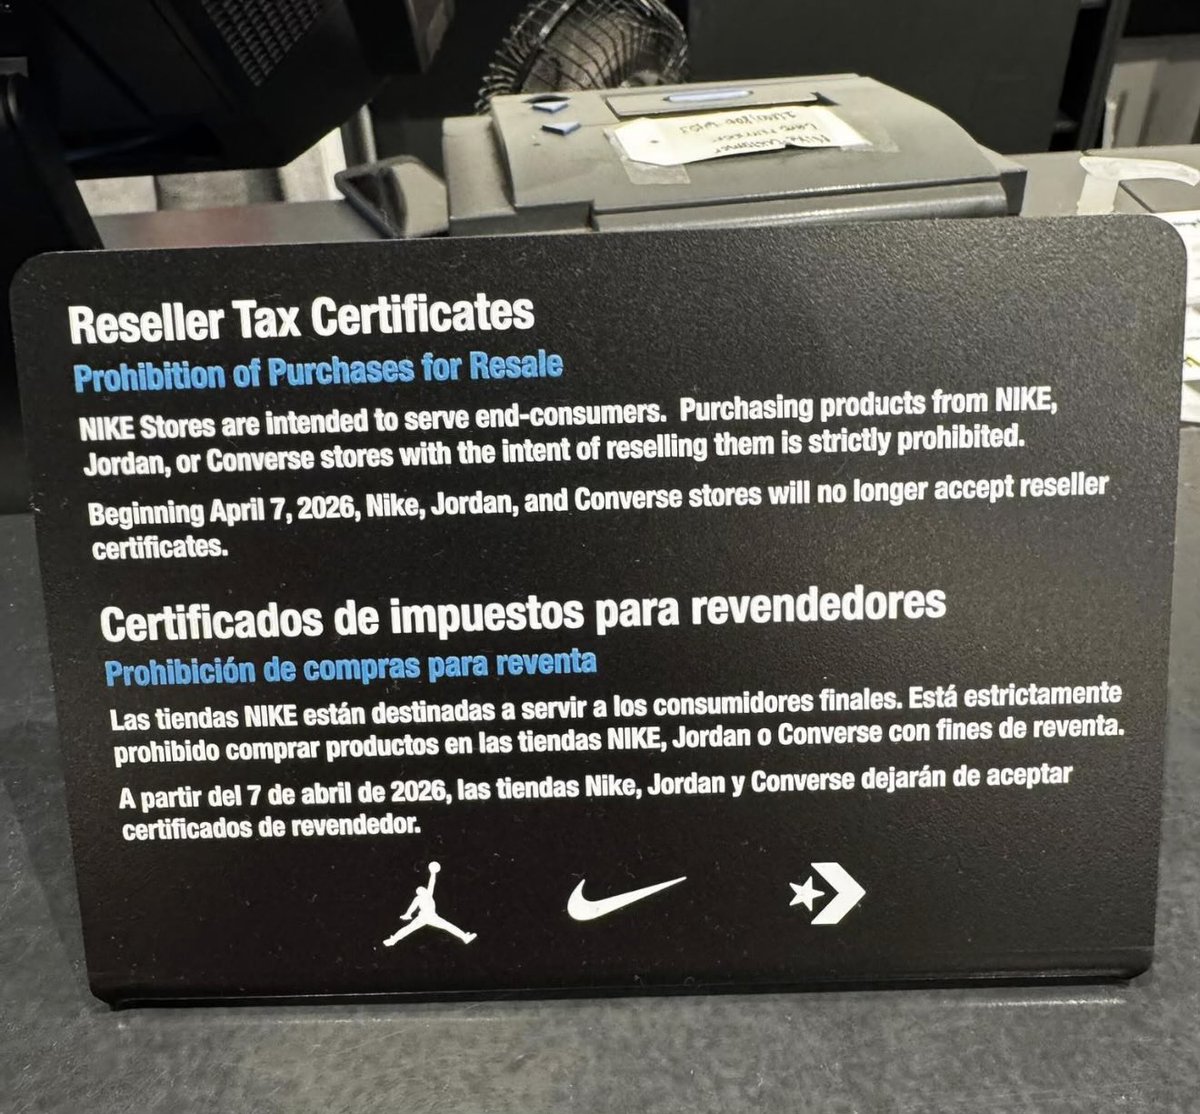 Reseller Tax Certificates
Prohibition of Purchases for Resale
NIKE Stores are intended to serve end-consumers. Purchasing products from NIKE,
Jordan, or Converse stores with the intent of reselling them is strictly prohibited.
Beginning April 7, 2026, Nike, Jordan, and Converse stores will no longer accept reseller
certificates.
Certificados de impuestos para revendedores
Prohibición de compras para reventa
Las tiendas NIKE están destinadas a servir a los consumidores finales. Está estrictamente
prohibido comprar productos en las tiendas NIKE, Jordan o Converse con fines de reventa.
A partir del 7 de abril de 2026, las tiendas Nike, Jordan y Converse dejarán de aceptar
certificados de revendedor.